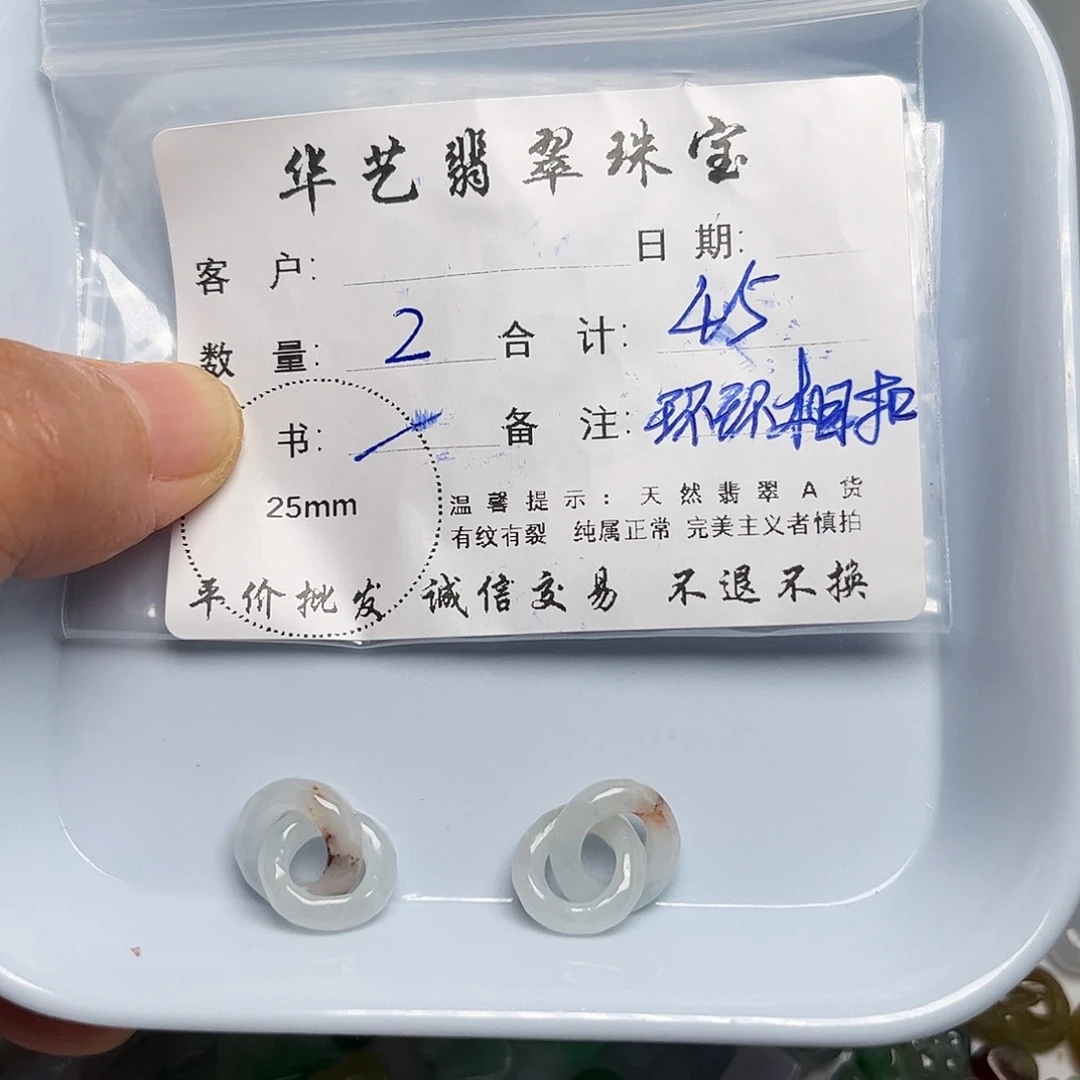 华艺翡翠珠宝
客 户: 日 期:
数 量: 2 合 计: 45
书: 备 注: 环环相扣
25mm
温馨提示: 天然翡翠A货
有纹有裂 纯属正常 完美主义者慎拍
平价批发 诚信交易 不退不换